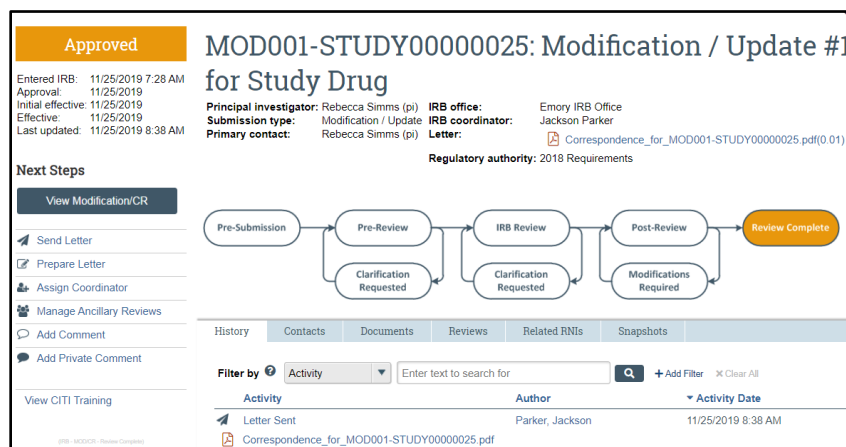 Approved
Entered IRB: 11/25/2019 7:28 AM
Approval: 11/25/2019
Initial effective: 11/25/2019
Effective: 11/25/2019
Last updated: 11/25/2019 8:38 AM
Next Steps
View Modification/CR
Send Letter
Prepare Letter
Assign Coordinator
Manage Ancillary Reviews
Add Comment
Add Private Comment
View CITI Training
(IRB - MOD/CR - Review Complete)
MOD001-STUDY00000025: Modification / Update #1
for Study Drug
Principal investigator: Rebecca Simms (pi) IRB office: Emory IRB Office
Submission type: Modification / Update IRB coordinator: Jackson Parker
Primary contact: Rebecca Simms (pi) Letter: Correspondence_for_MOD001-STUDY00000025.pdf(0.01)
Regulatory authority: 2018 Requirements
Pre-Submission Pre-Review IRB Review Post-Review Review Complete
Clarification Requested Clarification Requested Modifications Required
History Contacts Documents Reviews Related RNIs Snapshots
Filter by Activity Enter text to search for Add Filter Clear All
Activity Author Activity Date
Letter Sent Parker, Jackson 11/25/2019 8:38 AM
Correspondence_for_MOD001-STUDY00000025.pdf